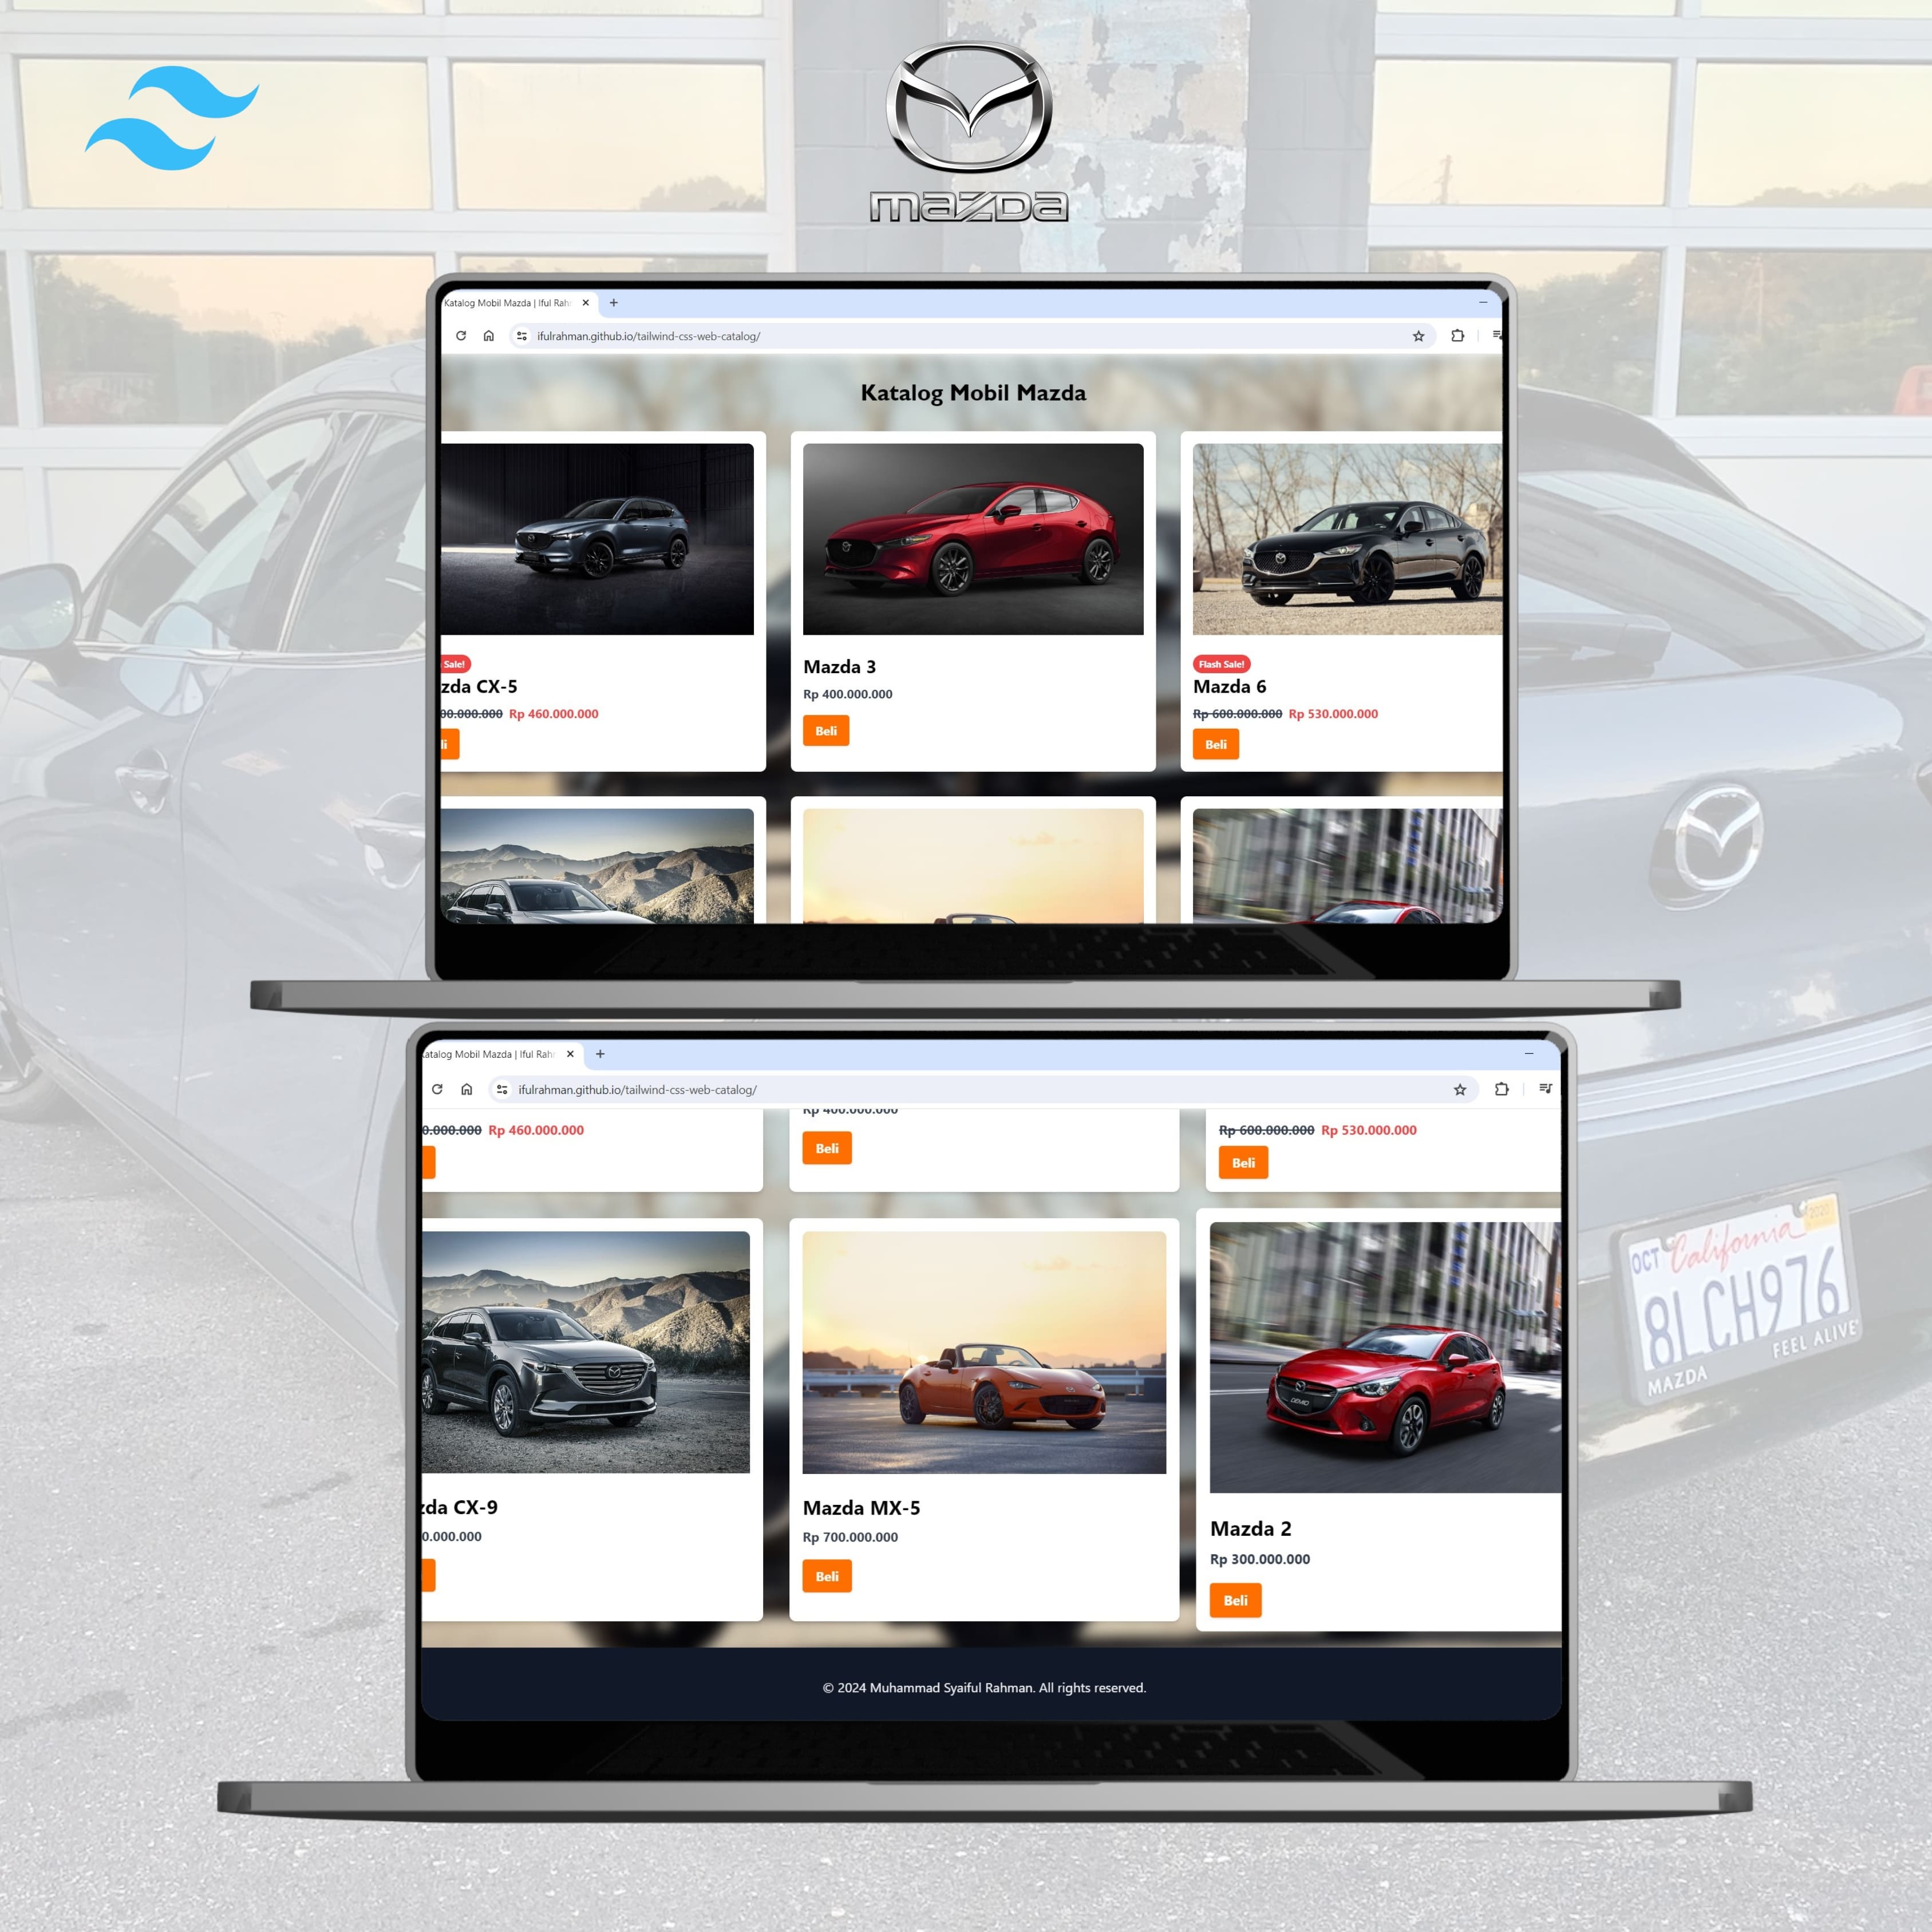 mazda
Katalog Mobil Mazda | Iful Rah
ifulrahman.github.io/tailwind-css-web-catalog/
Katalog Mobil Mazda
Sale!
zda CX-5
00.000.000 Rp 460.000.000
li
Mazda 3
Rp 400.000.000
Beli
Flash Sale!
Mazda 6
Rp 600.000.000 Rp 530.000.000
Beli
atalog Mobil Mazda | Iful Rah
ifulrahman.github.io/tailwind-css-web-catalog/
0.000.000 Rp 460.000.000
Rp 400.000.000
Beli
Rp 600.000.000 Rp 530.000.000
Beli
zda CX-9
0.000.000
Mazda MX-5
Rp 700.000.000
Beli
DEMIO
Mazda 2
Rp 300.000.000
Beli
© 2024 Muhammad Syaiful Rahman. All rights reserved.
OCT California 2020
8LCH976
MAZDA FEEL ALIVE